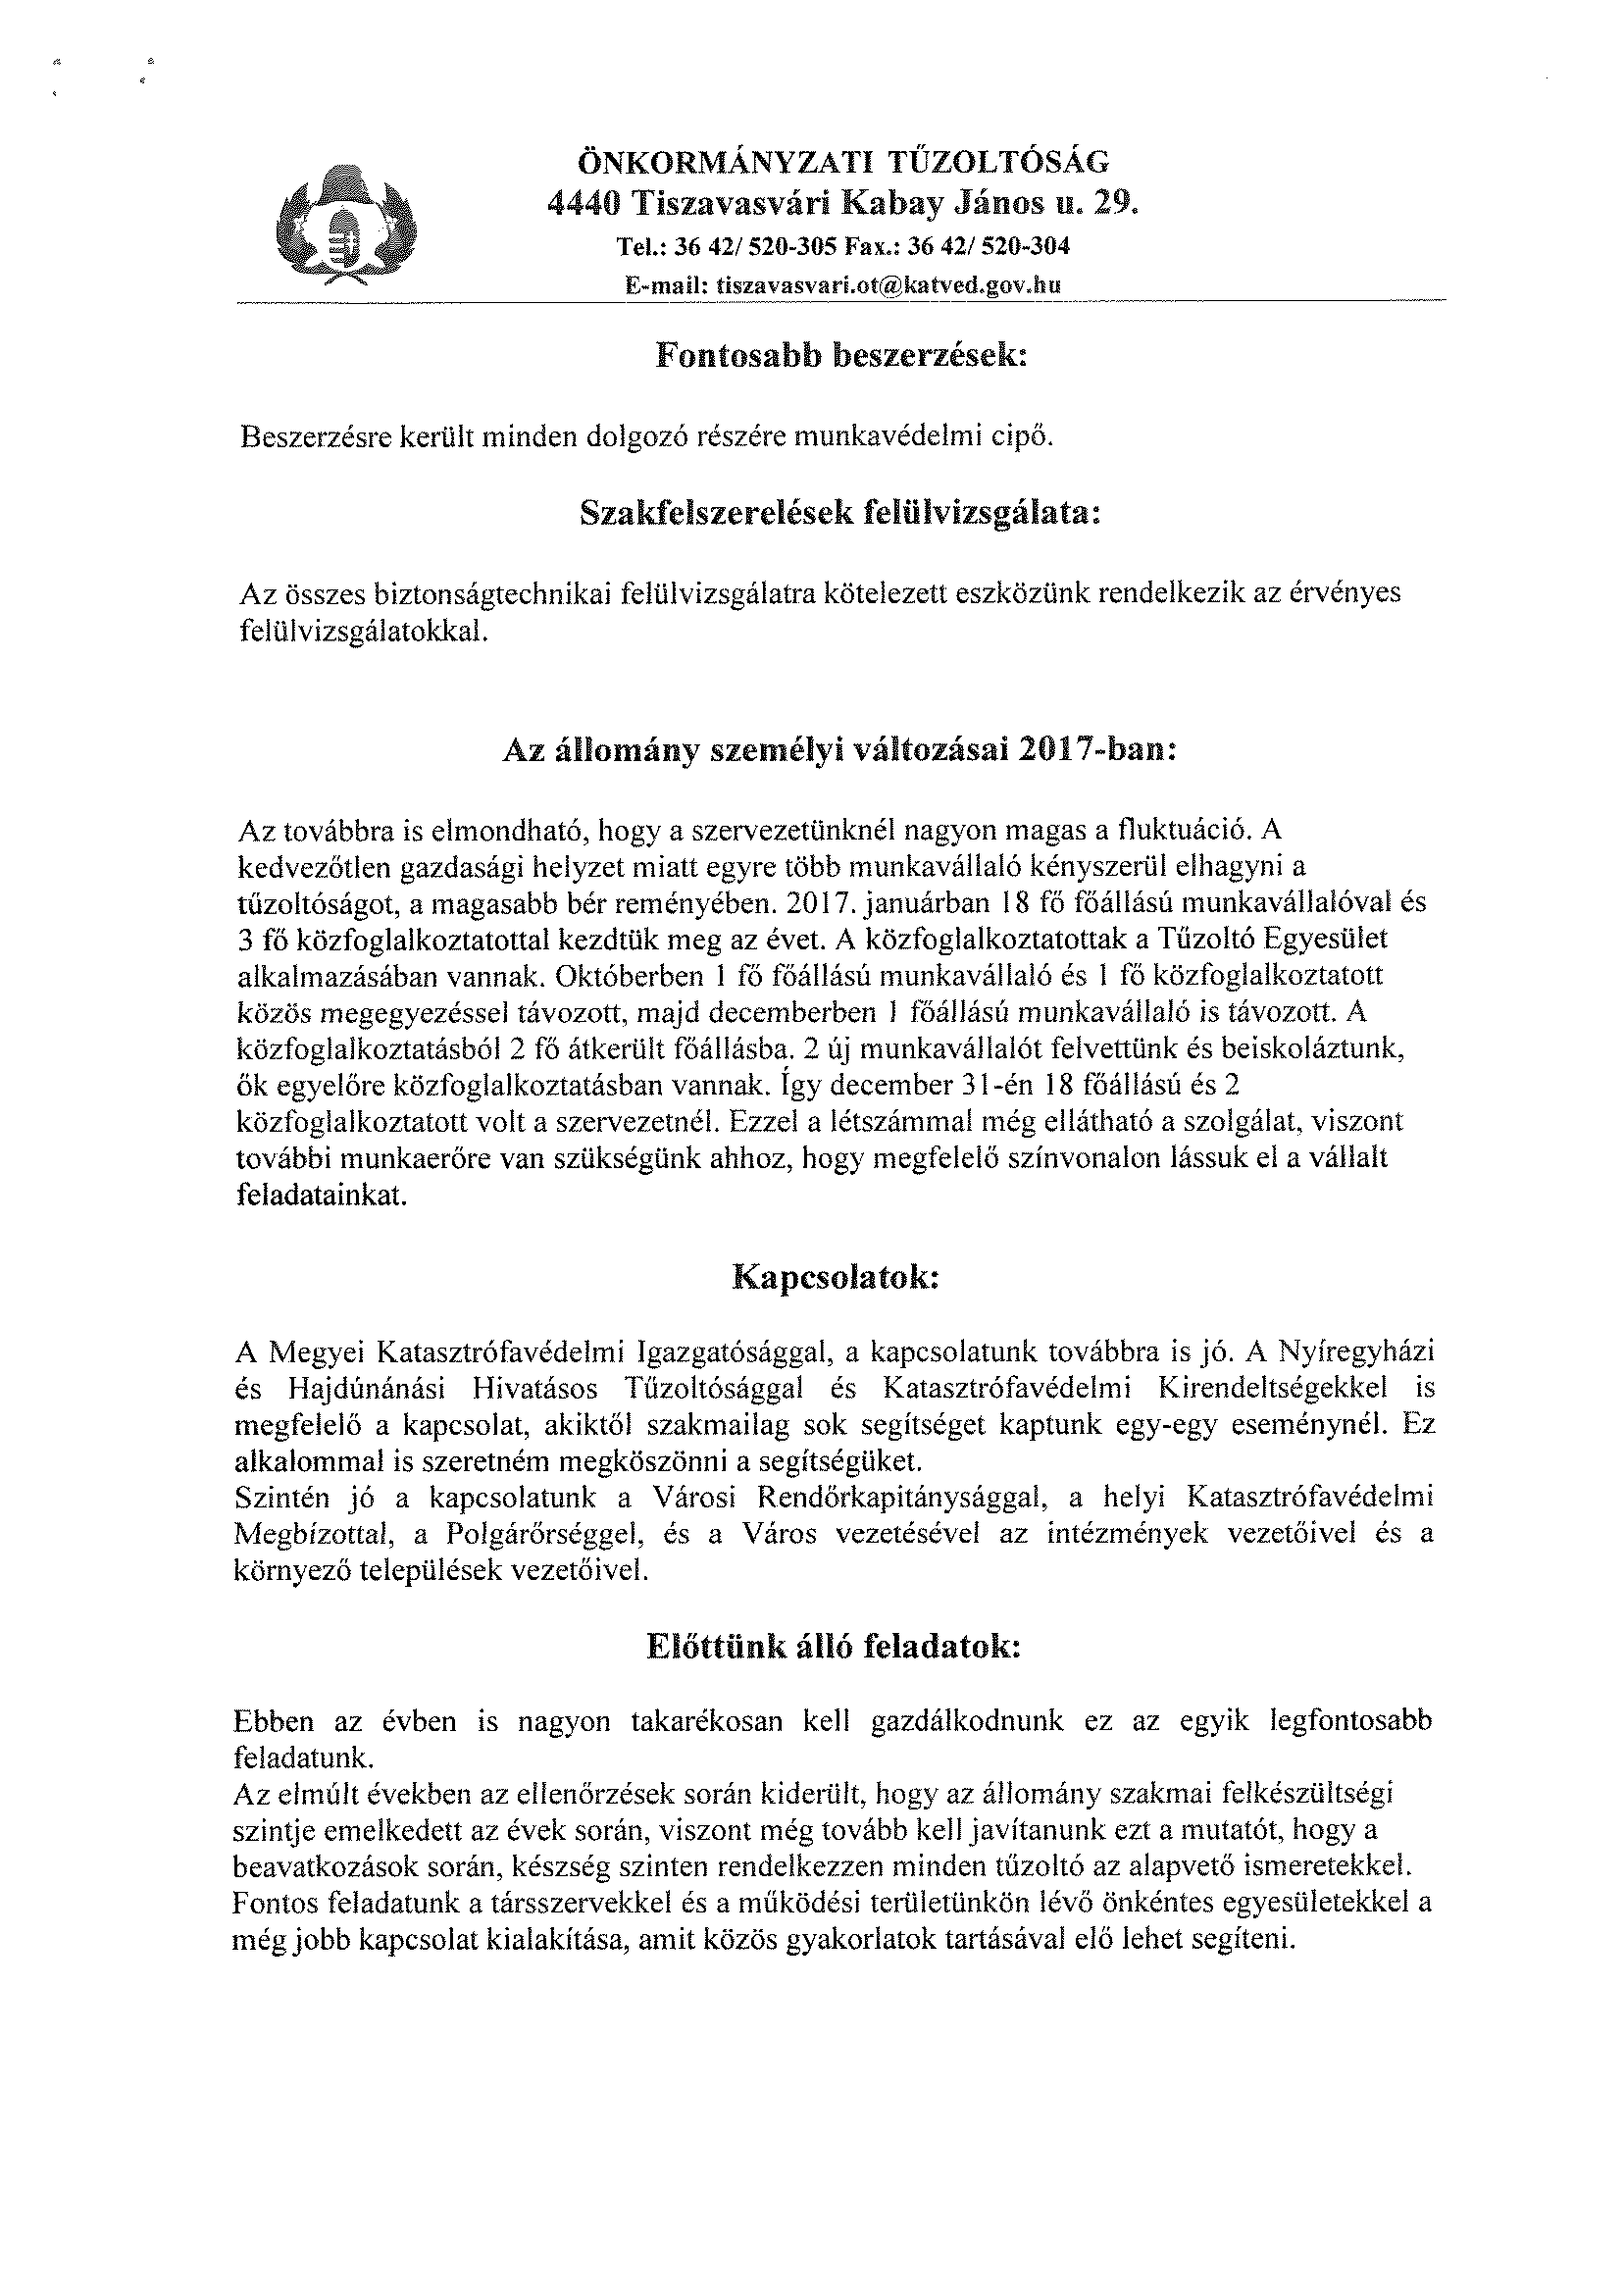 ÖNKORMÁNYZATI TŰZOLTÓSÁG
4440 Tiszavasvári Kabay János u. 29.
Tel.: 36 42/ 520-305 Fax.: 36 42/ 520-304
E-mail: tiszavasvari.ot@katved.gov.hu
Fontosabb beszerzések:
Beszerzésre került minden dolgozó részére munkavédelmi cipő.
Szakfelszerelések felülvizsgálata:
Az összes biztonságtechnikai felülvizsgálatra kötelezett eszközünk rendelkezik az érvényes
felülvizsgálatokkal.
Az állomány személyi változásai 2017-ban:
Az továbbra is elmondható, hogy a szervezetünknél nagyon magas a fluktuáció. A
kedvezőtlen gazdasági helyzet miatt egyre több munkavállaló kényszerül elhagyni a
tűzoltóságot, a magasabb bér reményében. 2017. januárban 18 fő főállású munkavállalóval és
3 fő közfoglalkoztatottal kezdtük meg az évet. A közfoglalkoztatottak a Tűzoltó Egyesület
alkalmazásában vannak. Októberben 1 fő főállású munkavállaló és 1 fő közfoglalkoztatott
közös megegyezéssel távozott, majd decemberben 1 főállású munkavállaló is távozott. A
közfoglalkoztatásból 2 fő átkerült főállásba. 2 új munkavállalót felvettünk és beiskoláztunk,
ők egyelőre közfoglalkoztatásban vannak. Így december 31-én 18 főállású és 2
közfoglalkoztatott volt a szervezetnél. Ezzel a létszámmal még ellátható a szolgálat, viszont
további munkaerőre van szükségünk ahhoz, hogy megfelelő színvonalon lássuk el a vállalt
feladatainkat.
Kapcsolatok:
A Megyei Katasztrófavédelmi Igazgatósággal, a kapcsolatunk továbbra is jó. A Nyíregyházi
és Hajdúnánási Hivatásos Tűzoltósággal és Katasztrófavédelmi Kirendeltségekkel is
megfelelő a kapcsolat, akiktől szakmailag sok segítséget kaptunk egy-egy eseménynél. Ez
alkalommal is szeretném megköszönni a segítségüket.
Szintén jó a kapcsolatunk a Városi Rendőrkapitánysággal, a helyi Katasztrófavédelmi
Megbízottal, a Polgárőrséggel, és a Város vezetésével az intézmények vezetőivel és a
környező települések vezetőivel.
Előttünk álló feladatok:
Ebben az évben is nagyon takarékosan kell gazdálkodnunk ez az egyik legfontosabb
feladatunk.
Az elmúlt években az ellenőrzések során kiderült, hogy az állomány szakmai felkészültségi
szintje emelkedett az évek során, viszont még tovább kell javítanunk ezt a mutatót, hogy a
beavatkozások során, készség szinten rendelkezzen minden tűzoltó az alapvető ismeretekkel.
Fontos feladatunk a társszervekkel és a működési területünkön lévő önkéntes egyesületekkel a
még jobb kapcsolat kialakítása, amit közös gyakorlatok tartásával elő lehet segíteni.